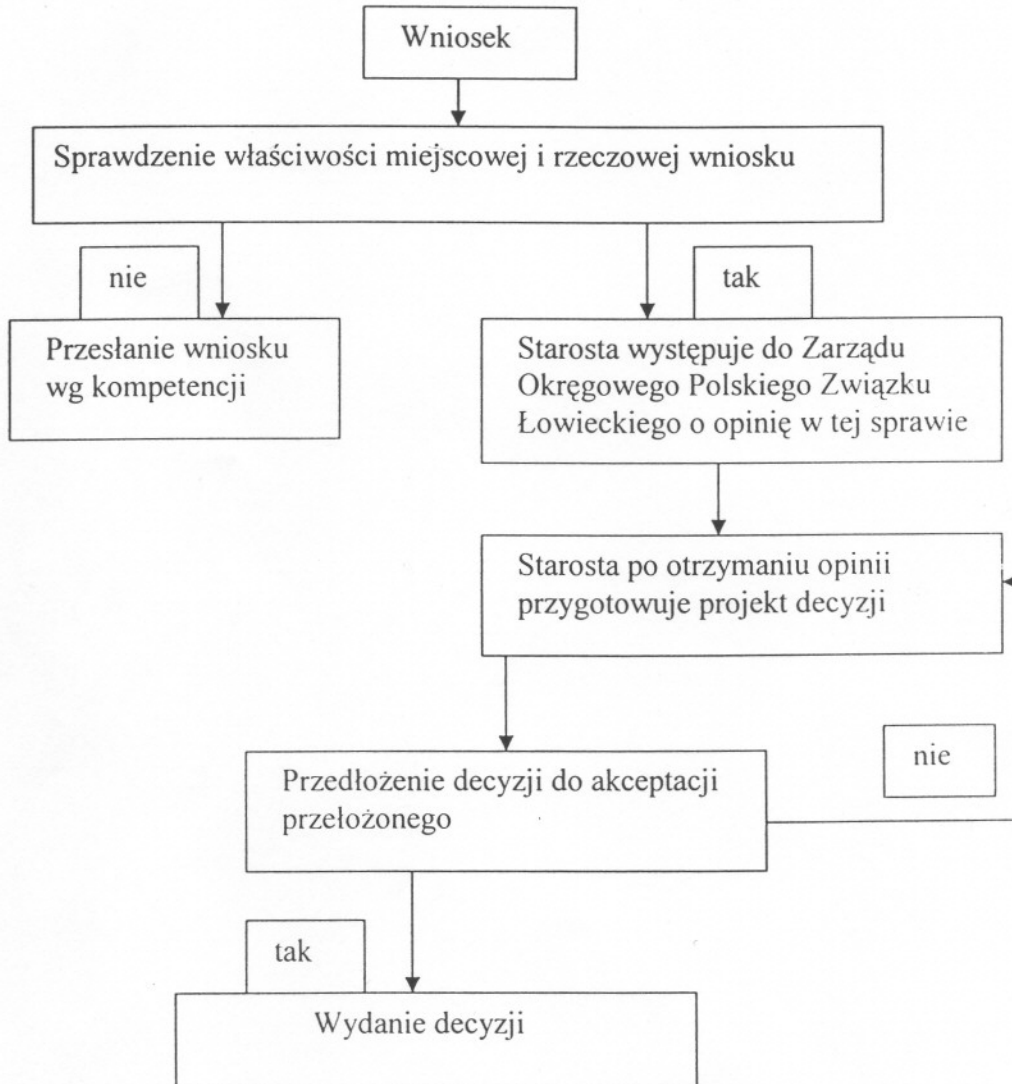 Wniosek
Sprawdzenie właściwości miejscowej i rzeczowej wniosku
nie
tak
Przesłanie wniosku
wg kompetencji
Starosta występuje do Zarządu
Okręgowego Polskiego Związku
Łowieckiego o opinię w tej sprawie
Starosta po otrzymaniu opinii
przygotowuje projekt decyzji
nie
Przedłożenie decyzji do akceptacji
przełożonego
tak
Wydanie decyzji